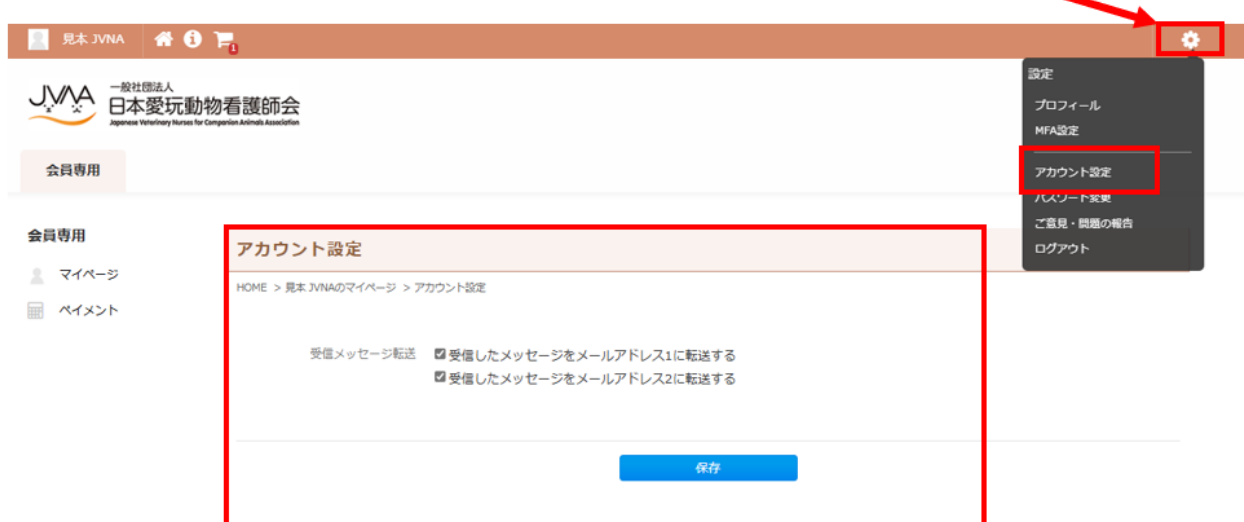 見本 JVNA
1
設定
プロフィール
MFA設定
アカウント設定
パスワード変更
ご意見・問題の報告
ログアウト
JVNA
一般社団法人
日本愛玩動物看護師会
Japanese Veterinary Nurses for Companion Animals Association
会員専用
会員専用
マイページ
ペイメント
アカウント設定
HOME > 見本 JVNAのマイページ > アカウント設定
受信メッセージ転送 受信したメッセージをメールアドレス1に転送する
受信したメッセージをメールアドレス2に転送する
保存